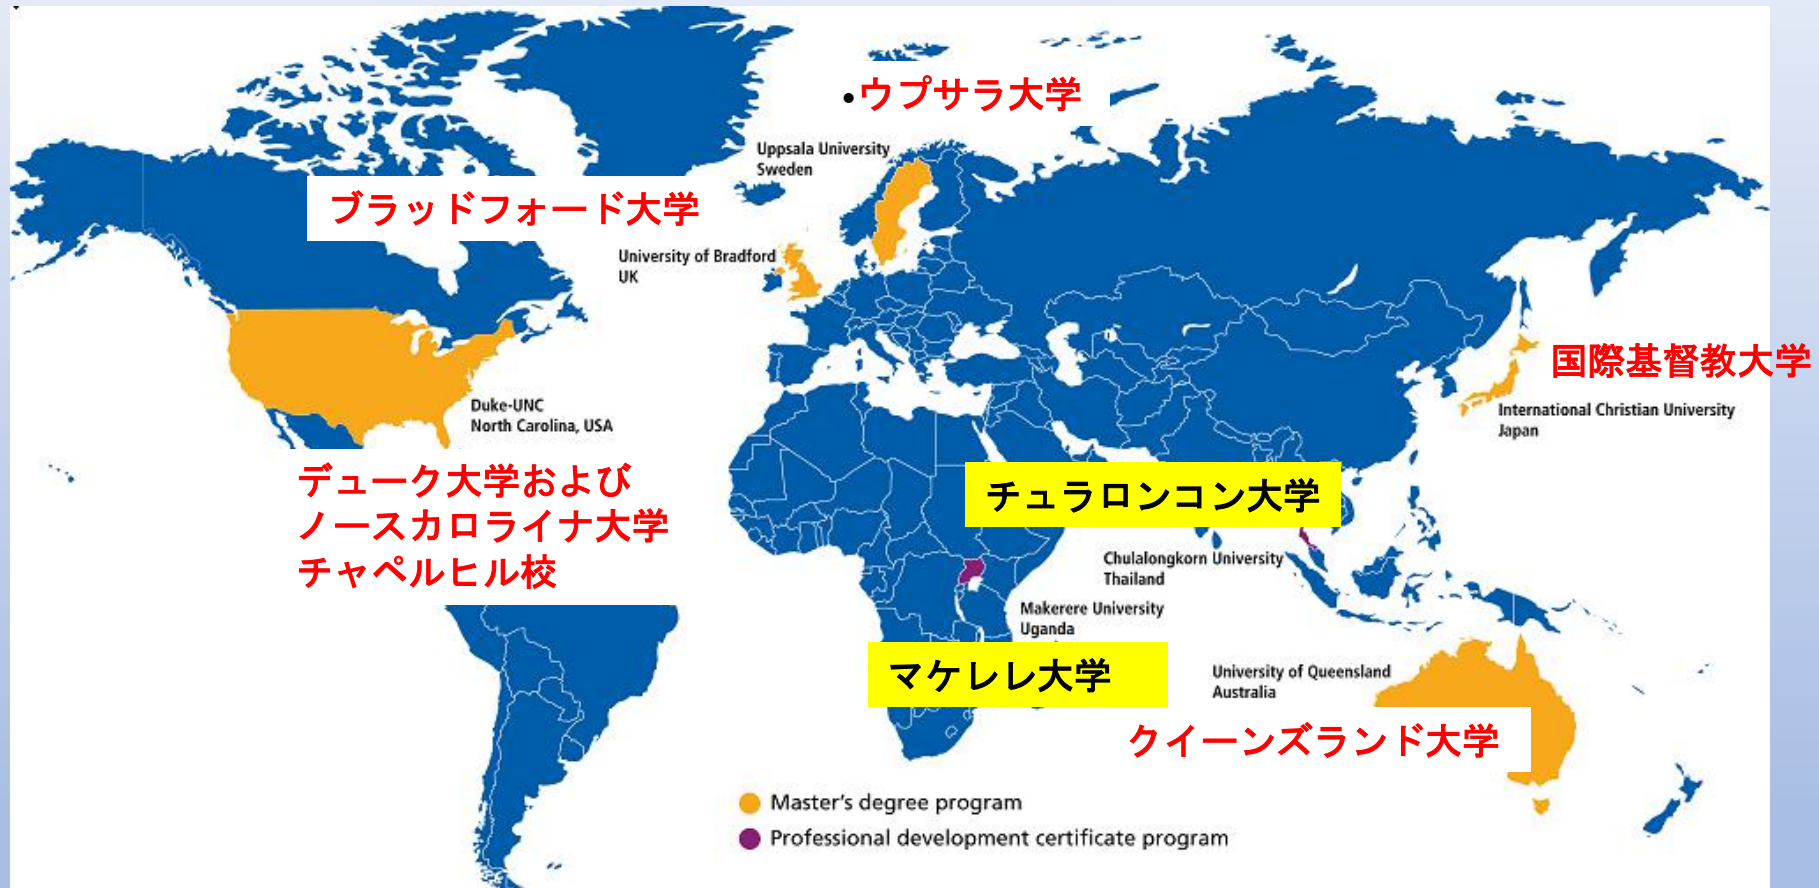 •ウプサラ大学
Uppsala University
Sweden
ブラッドフォード大学
University of Bradford
UK
国際基督教大学
International Christian University
Japan
Duke-UNC
North Carolina, USA
デューク大学および
ノースカロライナ大学
チャペルヒル校
チュラロンコン大学
Chulalongkorn University
Thailand
Makerere University
Uganda
マケレレ大学
University of Queensland
Australia
クイーンズランド大学
Master's degree program
Professional development certificate program